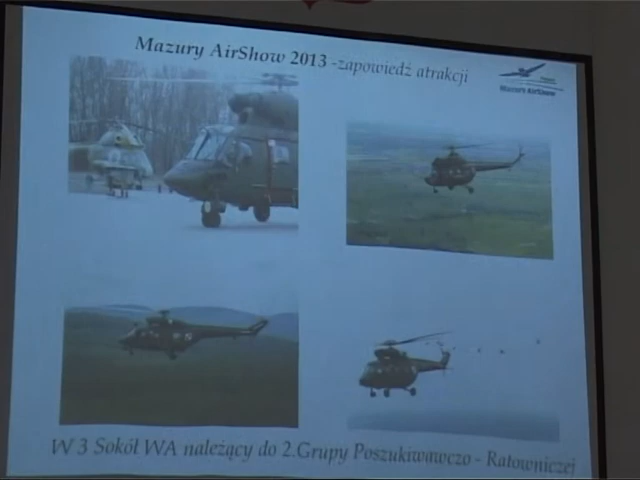 Mazury AirShow 2013 -zapowiedź atrakcji
Mazury AirShow
W 3 Sokół WA należący do 2.Grupy Poszukiwawczo - Ratowniczej